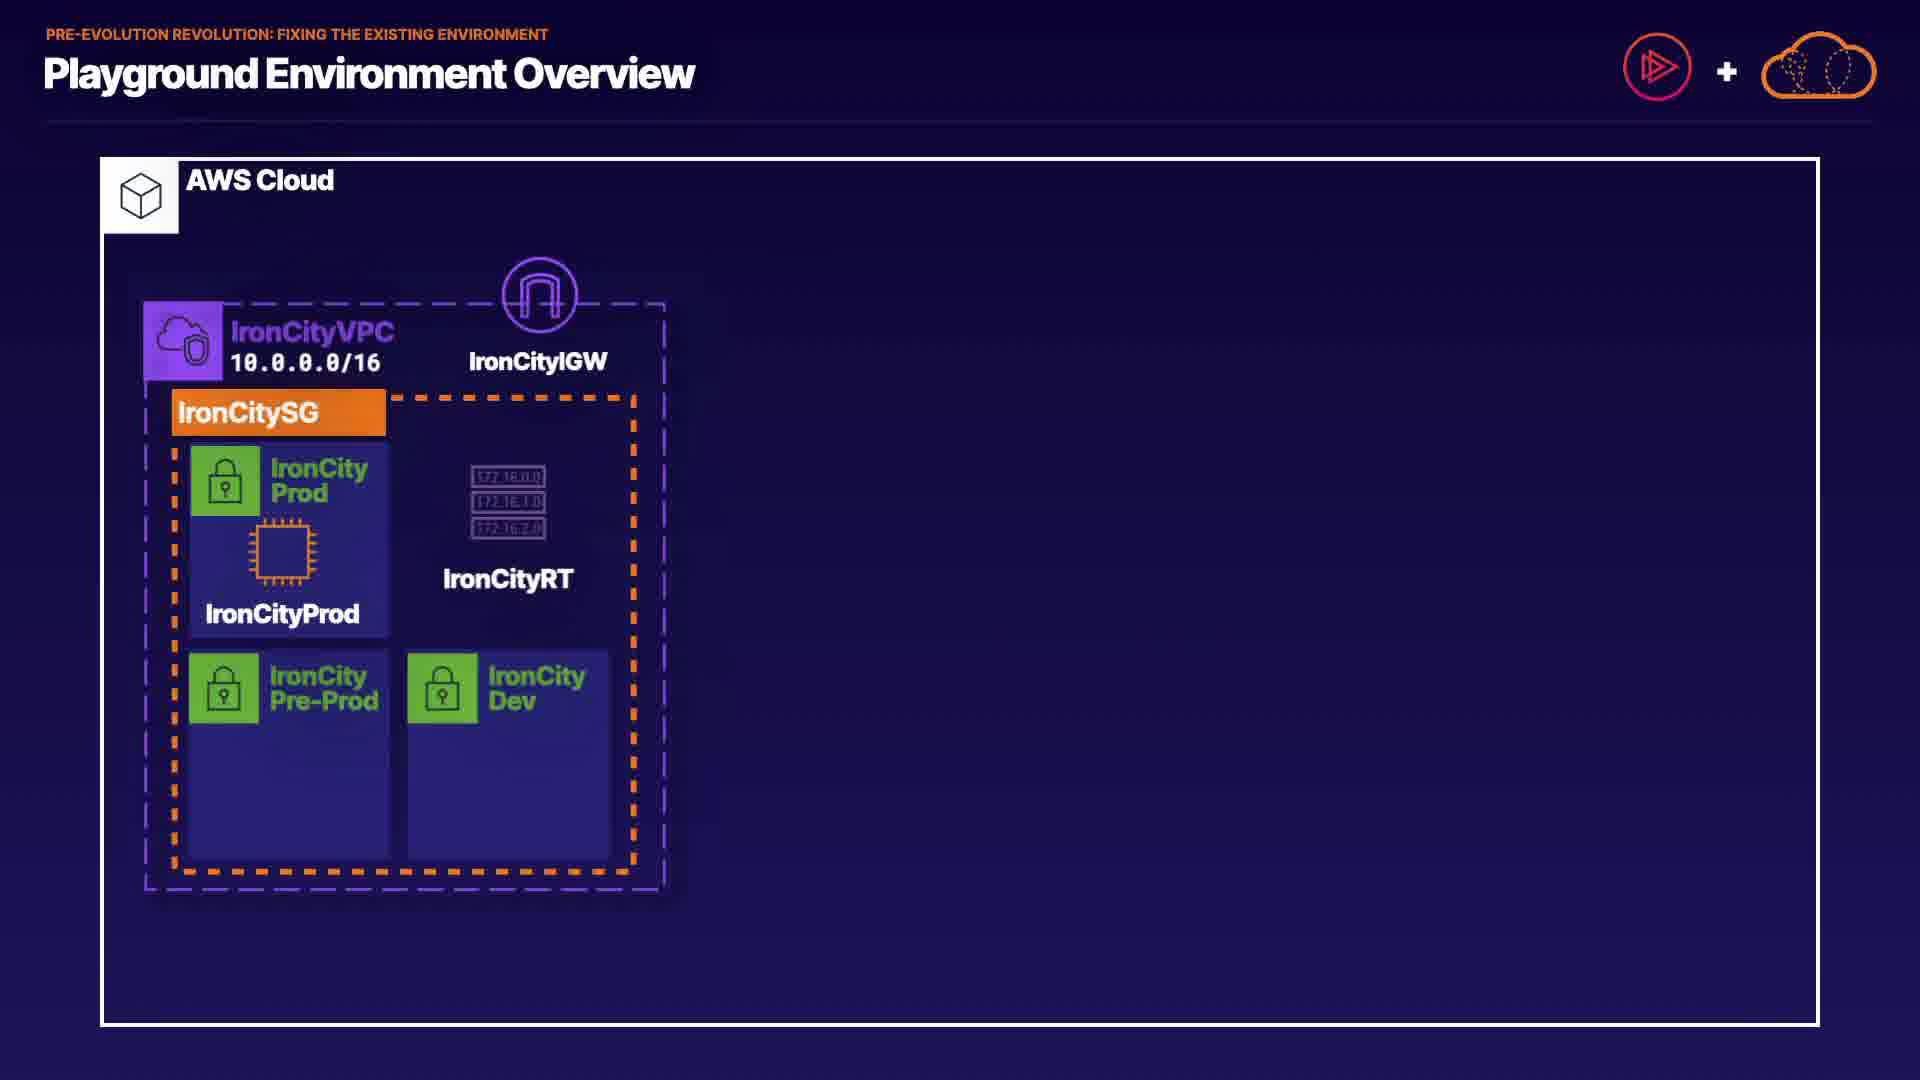 PRE-EVOLUTION REVOLUTION: FIXING THE EXISTING ENVIRONMENT
Playground Environment Overview
AWS Cloud
IronCityVPC
10.0.0.0/16
IronCityIGW
IronCitySG
IronCity
Prod
172.16.0.0
172.16.1.0
172.16.2.0
IronCityRT
IronCityProd
IronCity
Pre-Prod
IronCity
Dev